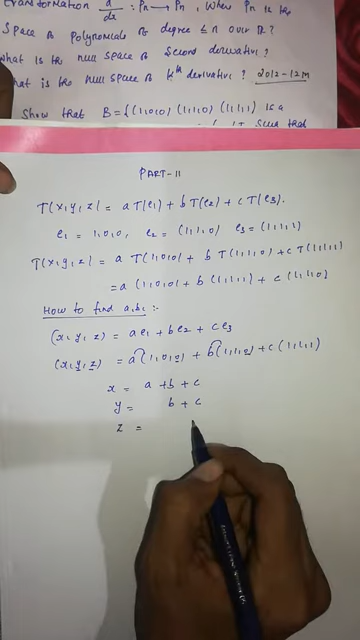 Transformation d/dx : Pn → Pn, Where Pn is the
Space of polynomials of degree ≤ n over R?
What is the null space of Second derivative?
What is the null space of Kth derivative? 2012-12M
Show that B = {(1,0,0) (1,1,0) (1,1,1) is a
such that
PART-II
T(x,y,z) = a T(e1) + b T(e2) + c T(e3).
e1 = 1,0,0, e2 = (1,1,0) e3 = (1,1,1)
T(x,y,z) = a T(1,0,0) + b T(1,1,0) + c T(1,1,1)
= a (1,0,0) + b (1,1,1) + c (1,1,0)
How to find a,b,c :-
(x,y,z) = ae1 + be2 + ce3
(x,y,z) = a(1,0,0) + b(1,1,0) + c(1,1,1)
x = a + b + c
y = b + c
z =